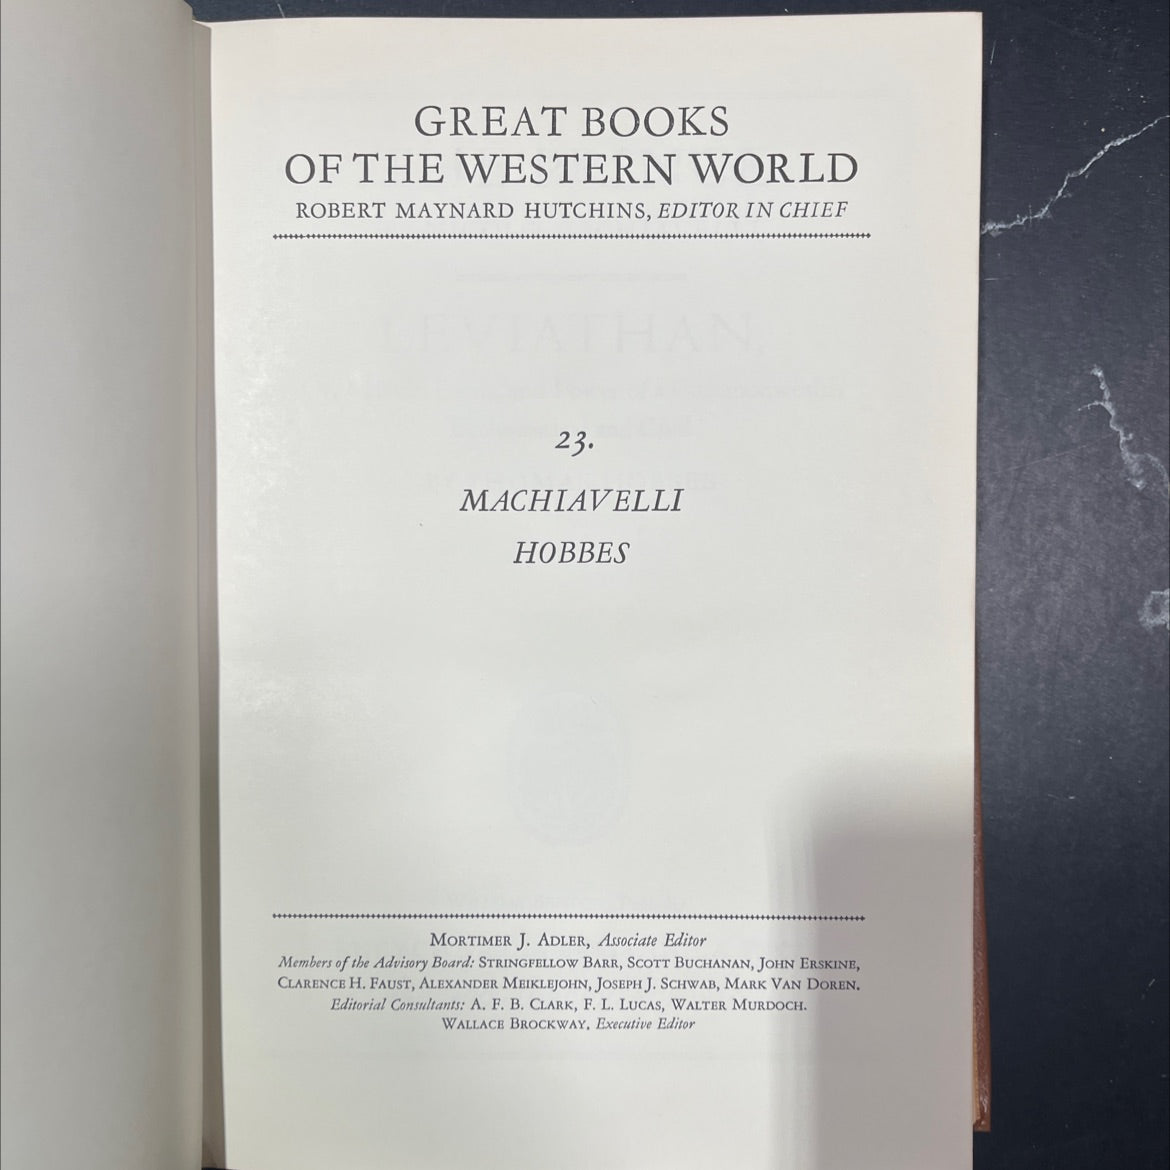 GREAT BOOKS
OF THE WESTERN WORLD
ROBERT MAYNARD HUTCHINS, EDITOR IN CHIEF
LEVIATHAN,
23.
MACHIAVELLI
HOBBES
MORTIMER J. ADLER, Associate Editor
Members of the Advisory Board: STRINGFELLOW BARR, SCOTT BUCHANAN, JOHN ERSKINE,
CLARENCE H. FAUST, ALEXANDER MEIKLEJOHN, JOSEPH J. SCHWAB, MARK VAN DOREN.
Editorial Consultants: A. F. B. CLARK, F. L. LUCAS, WALTER MURDOCH.
WALLACE BROCKWAY, Executive Editor